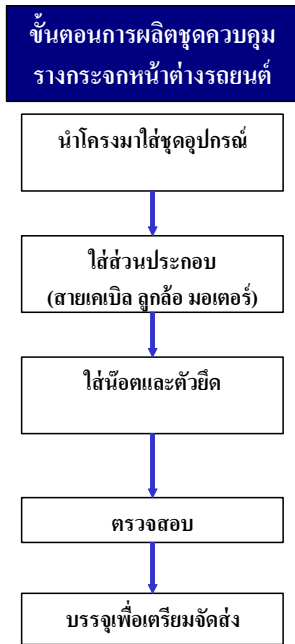 ขั้นตอนการผลิตชุดควบคุม
รางกระจกหน้าต่างรถยนต์
นำโครงมาใส่ชุดอุปกรณ์
ใส่ส่วนประกอบ
(สายเคเบิล ลูกล้อ มอเตอร์)
ใส่น๊อตและตัวยึด
ตรวจสอบ
บรรจุเพื่อเตรียมจัดส่ง